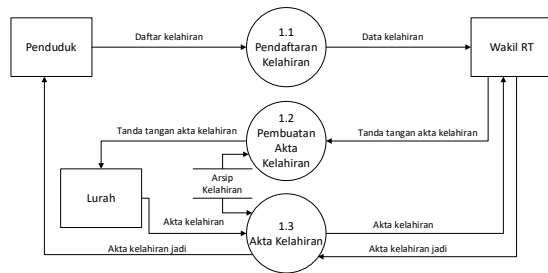 1.1
Penduduk
Daftar kelahiran
Pendaftaran
Kelahiran
Data kelahiran
Wakil RT
1.2
Pembuatan
Akta
Kelahiran
Tanda tangan akta kelahiran
Tanda tangan akta kelahiran
Arsip
Kelahiran
Lurah
Akta kelahiran
1.3
Akta Kelahiran
Akta kelahiran
Akta kelahiran jadi
Akta kelahiran jadi